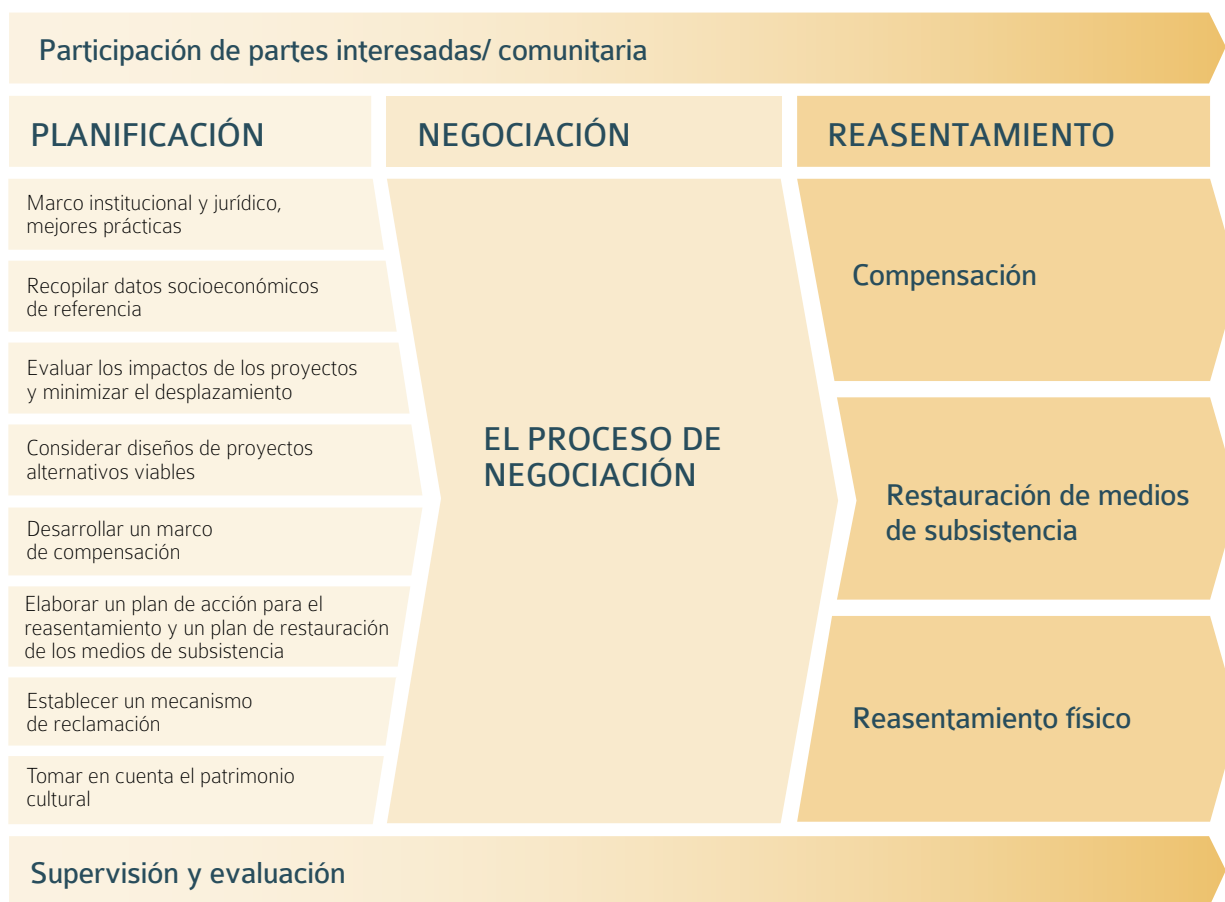 Participación de partes interesadas/ comunitaria
PLANIFICACIÓN
Marco institucional y jurídico,
mejores prácticas
Recopilar datos socioeconómicos
de referencia
Evaluar los impactos de los proyectos
y minimizar el desplazamiento
Considerar diseños de proyectos
alternativos viables
Desarrollar un marco
de compensación
Elaborar un plan de acción para el
reasentamiento y un plan de restauración
de los medios de subsistencia
Establecer un mecanismo
de reclamación
Tomar en cuenta el patrimonio
cultural
NEGOCIACIÓN
EL PROCESO DE
NEGOCIACIÓN
REASENTAMIENTO
Compensación
Restauración de medios
de subsistencia
Reasentamiento físico
Supervisión y evaluación